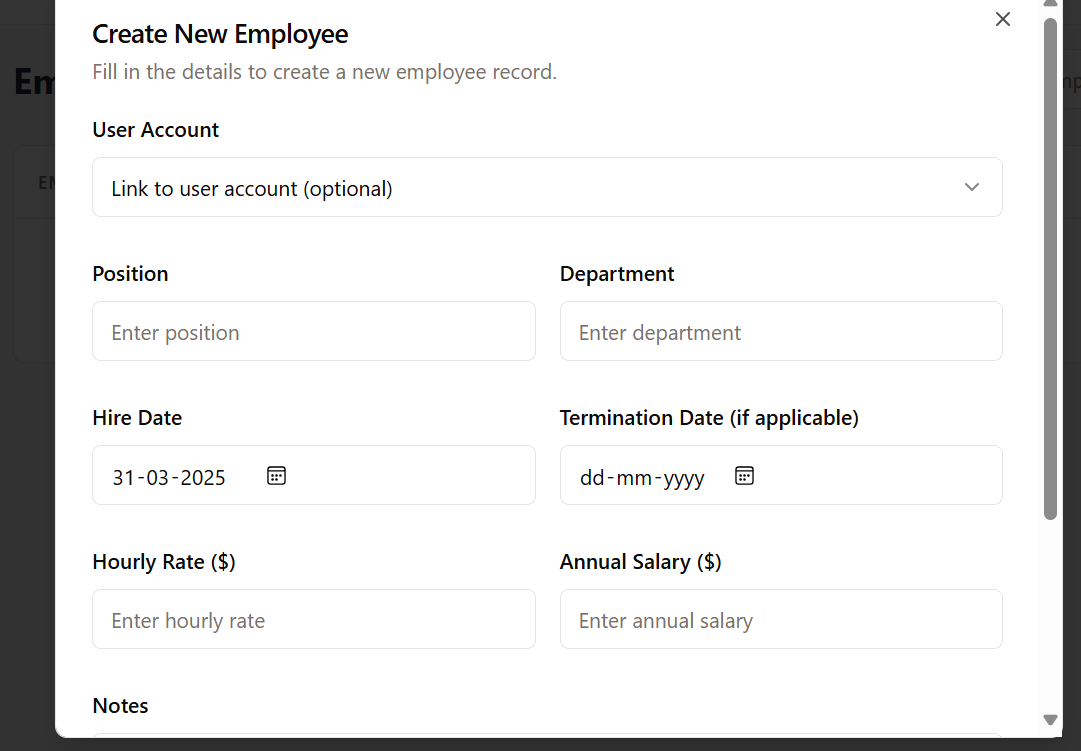 Create New Employee
Fill in the details to create a new employee record.
User Account
Link to user account (optional)
Position
Department
Enter position
Enter department
Hire Date
Termination Date (if applicable)
31-03-2025
dd-mm-yyyy
Hourly Rate ($)
Annual Salary ($)
Enter hourly rate
Enter annual salary
Notes